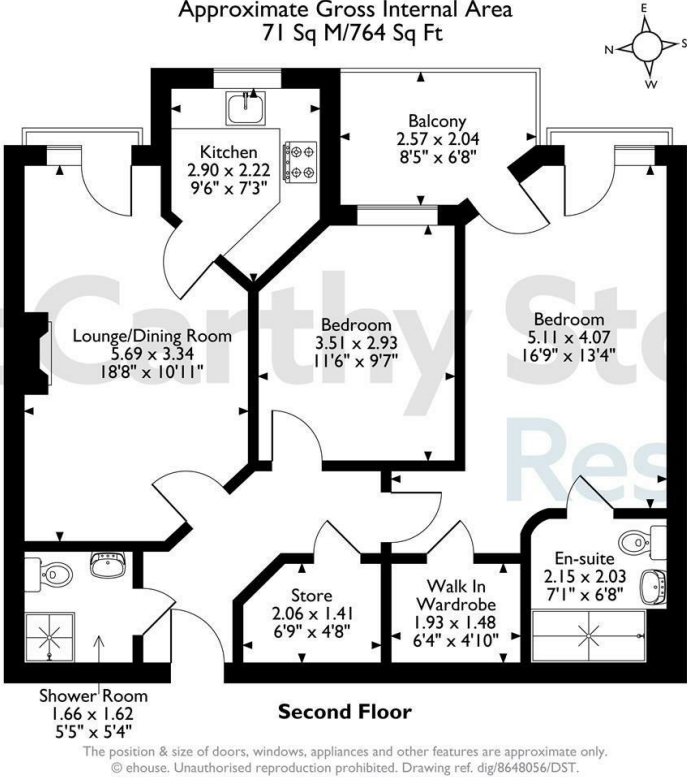 Approximate Gross Internal Area
71 Sq M/764 Sq Ft
E
N
S
W
Balcony
2.57 x 2.04
8'5" x 6'8"
Kitchen
2.90 x 2.22
9'6" x 7'3"
Lounge/Dining Room
5.69 x 3.34
18'8" x 10'11"
Bedroom
3.51 x 2.93
11'6" x 9'7"
Bedroom
5.11 x 4.07
16'9" x 13'4"
Carthy Sto
Res
En-suite
2.15 x 2.03
7'1" x 6'8"
Store
2.06 x 1.41
6'9" x 4'8"
Walk In
Wardrobe
1.93 x 1.48
6'4" x 4'10"
Shower Room
1.66 x 1.62
5'5" x 5'4"
Second Floor
The position & size of doors, windows, appliances and other features are approximate only.
© ehouse. Unauthorised reproduction prohibited. Drawing ref. dig/8648056/DST.